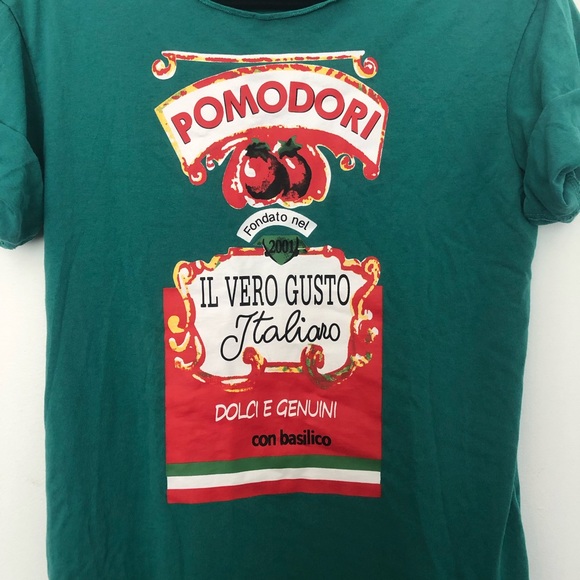 POMODORI
Fondato nel
2001
IL VERO GUSTO
Italiano
DOLCI E GENUINI
con basilico